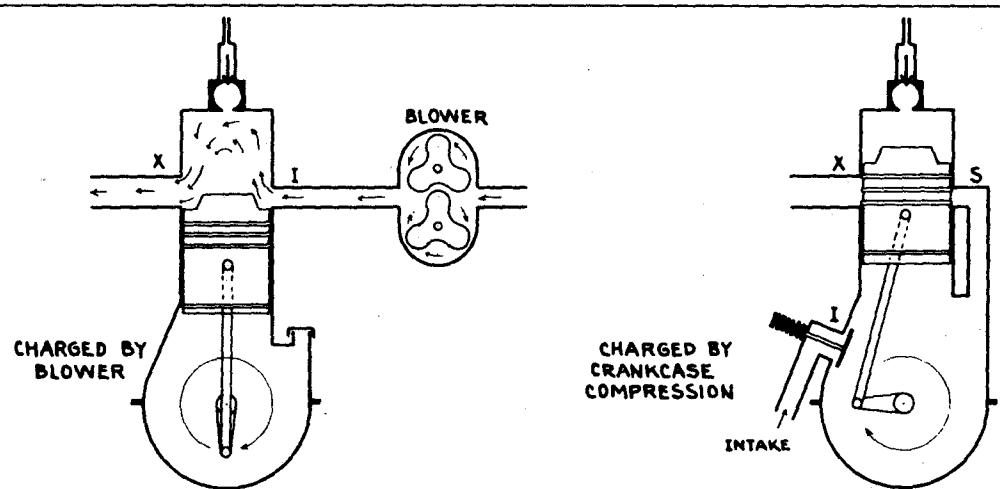 BLOWER
X
I
CHARGED BY
BLOWER
X
S
I
CHARGED BY
CRANKCASE
COMPRESSION
INTAKE